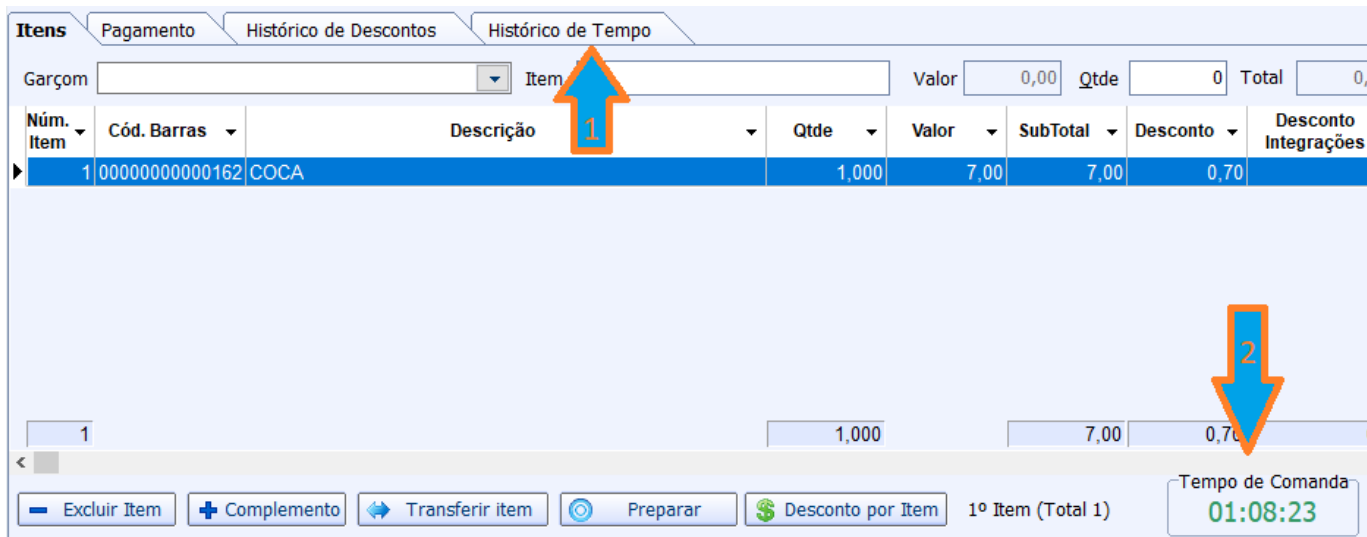 Itens Pagamento Histórico de Descontos Histórico de Tempo
Garçom Item Valor 0,00 Qtde 0 Total 0,
1
Núm. Item Cód. Barras Descrição Qtde Valor SubTotal Desconto Desconto Integrações
1 00000000000162 COCA 1,000 7,00 7,00 0,70
2
1 1,000 7,00 0,70
Tempo de Comanda
Excluir Item Complemento Transferir item Preparar Desconto por Item 1º Item (Total 1) 01:08:23